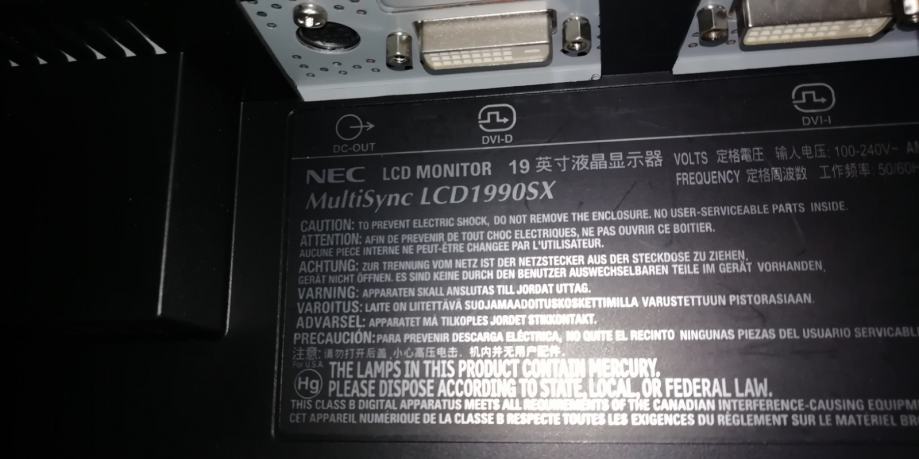 DC-OUT
DVI-D
DVI-I
NEC LCD MONITOR 19 英寸液晶显示器
MultiSync LCD1990SX
VOLTS 定格電圧 输入电压: 100-240V~
FREQUENCY 定格周波数 工作频率: 50/60
CAUTION: TO PREVENT ELECTRIC SHOCK, DO NOT REMOVE THE ENCLOSURE. NO USER-SERVICEABLE PARTS INSIDE.
ATTENTION: AFIN DE PREVENIR DE TOUT CHOC ELECTRIQUES, NE PAS OUVRIR CE BOITIER.
AUCUNE PIECE INTERNE NE PEUT-ÊTRE CHANGEE PAR L'UTILISATEUR.
ACHTUNG: ZUR TRENNUNG VOM NETZ IST DER NETZSTECKER AUS DER STECKDOSE ZU ZIEHEN,
GERÄT NICHT ÖFFNEN. ES SIND KEINE DURCH DEN BENUTZER AUSWECHSELBAREN TEILE IM GERÄT VORHANDEN,
VARNING: APPARATEN SKALL ANSLUTAS TILL JORDAT UTTAG.
VAROITUS: LAITE ON LIITETTÄVÄ SUOJAMAADOITUSKOSKETTIMILLA VARUSTETTUUN PISTORASIAAN.
ADVARSEL: APPARATET MÅ TILKOPLES JORDET STIKKONTAKT.
PRECAUCIÓN: PARA PREVENIR DESCARGA ELÉCTRICA, NO QUITE EL RECINTO NINGUNAS PIEZAS DEL USUARIO SERVICABL
注意: 请勿打开后盖,小心高压电击, 机内并无用户配件.
For U.S.A.
Hg THE LAMPS IN THIS PRODUCT CONTAIN MERCURY.
PLEASE DISPOSE ACCORDING TO STATE, LOCAL, OR FEDERAL LAW.
THIS CLASS B DIGITAL APPARATUS MEETS ALL REQUIREMENTS OF THE CANADIAN INTERFERENCE-CAUSING EQUIPM
CET APPAREIL NUMÉRIQUE DE LA CLASSE B RESPECTE TOUTES LES EXIGENCES DU RÈGLEMENT SUR LE MATERIEL BR